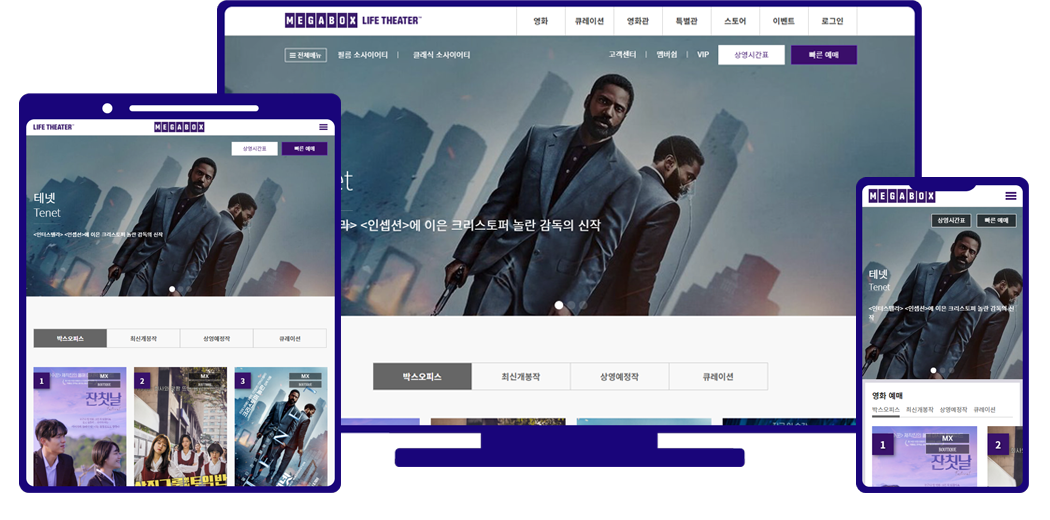 MEGABOX LIFE THEATER™
영화 큐레이션 영화관 특별관 스토어 이벤트 로그인
전체메뉴 필름 소사이어티 클래식 소사이어티
고객센터 멤버쉽 VIP 상영시간표 빠른 예매
et
라> <인셉션>에 이은 크리스토퍼 놀란 감독의 신작
박스오피스 최신개봉작 상영예정작 큐레이션
LIFE THEATER™ MEGABOX
상영시간표 빠른 예매
테넷
Tenet
<인터스텔라> <인셉션>에 이은 크리스토퍼 놀란 감독의 신작
박스오피스 최신개봉작 상영예정작 큐레이션
1 MX
BOUTIQUE
잔칫날
2 MX
BOUTIQUE
3 MX
BOUTIQUE
MEGABOX
상영시간표 빠른 예매
테넷
Tenet
<인터스텔라> <인셉션>에 이은 크리스토퍼 놀란 감독의 신
작
영화 예매
박스오피스 최신개봉작 상영예정작 큐레이션
1 MX
BOUTIQUE
잔칫날
2